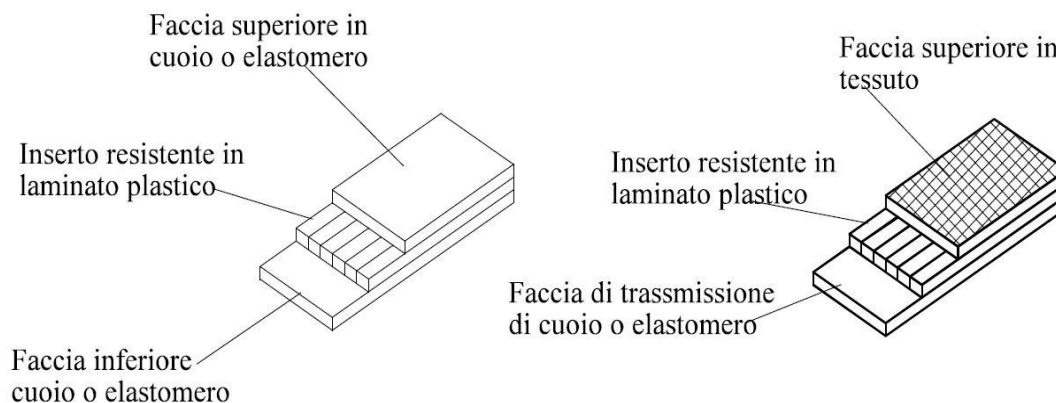 Faccia superiore in
cuoio o elastomero
Inserto resistente in
laminato plastico
Faccia inferiore
cuoio o elastomero
Faccia superiore in
tessuto
Inserto resistente in
laminato plastico
Faccia di trassmissione
di cuoio o elastomero